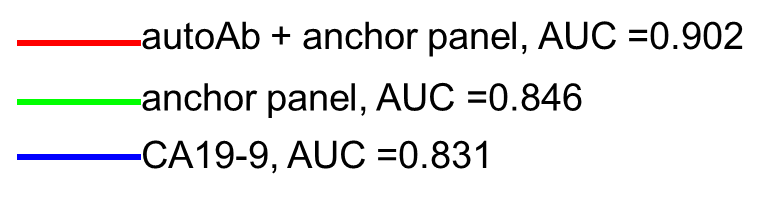 autoAb + anchor panel, AUC =0.902
anchor panel, AUC =0.846
CA19-9, AUC =0.831